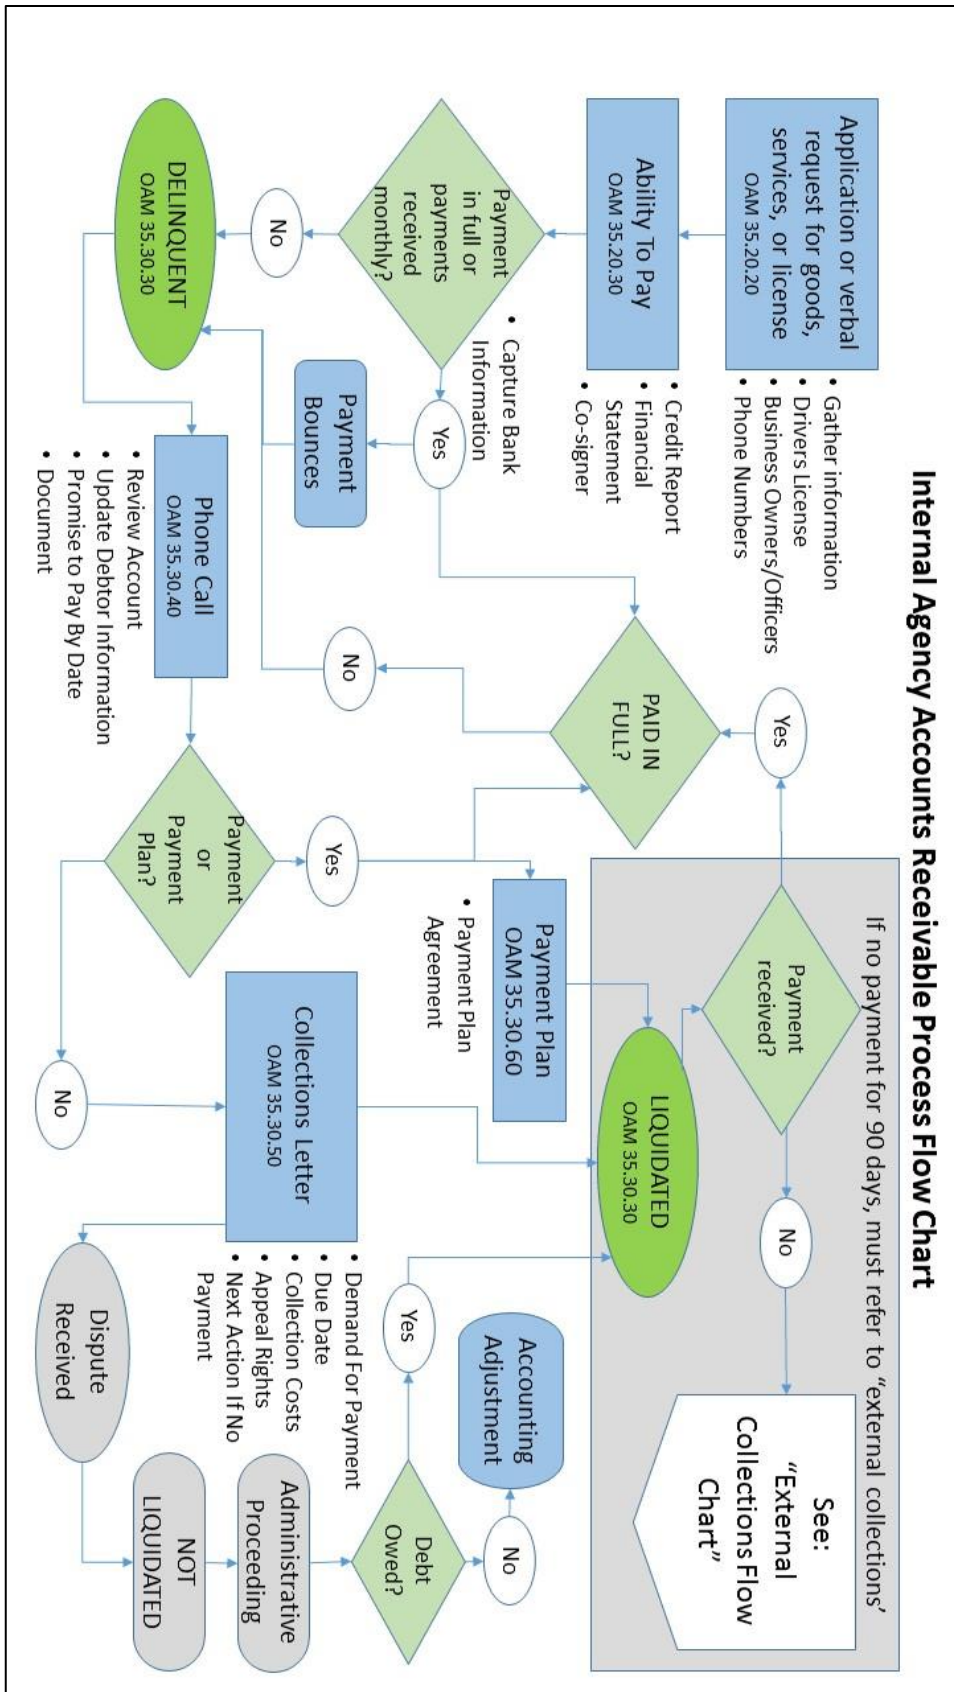 Internal Agency Accounts Receivable Process Flow Chart
Application or verbal
request for goods,
services, or license
OAM 35.20.20
• Gather information
• Drivers License
• Business Owners/Officers
• Phone Numbers
Ability To Pay
OAM 35.20.30
• Credit Report
• Financial
Statement
• Co-signer
Payment
in full or
payments
received
monthly?
• Capture Bank
Information
Yes
No
Payment
Bounces
DELINQUENT
OAM 35.30.30
Phone Call
OAM 35.30.40
• Review Account
• Update Debtor Information
• Promise to Pay By Date
• Document
PAID IN
FULL?
Yes
No
Payment
or
Payment
Plan?
Yes
No
Payment Plan
OAM 35.30.60
• Payment Plan
Agreement
Collections Letter
OAM 35.30.50
• Demand For Payment
• Due Date
• Collection Costs
• Appeal Rights
• Next Action If No
Payment
If no payment for 90 days, must refer to “external collections’
Payment
received?
No
See:
“External
Collections Flow
Chart”
LIQUIDATED
OAM 35.30.30
Dispute
Received
NOT
LIQUIDATED
Administrative
Proceeding
Debt
Owed?
Yes
No
Accounting
Adjustment